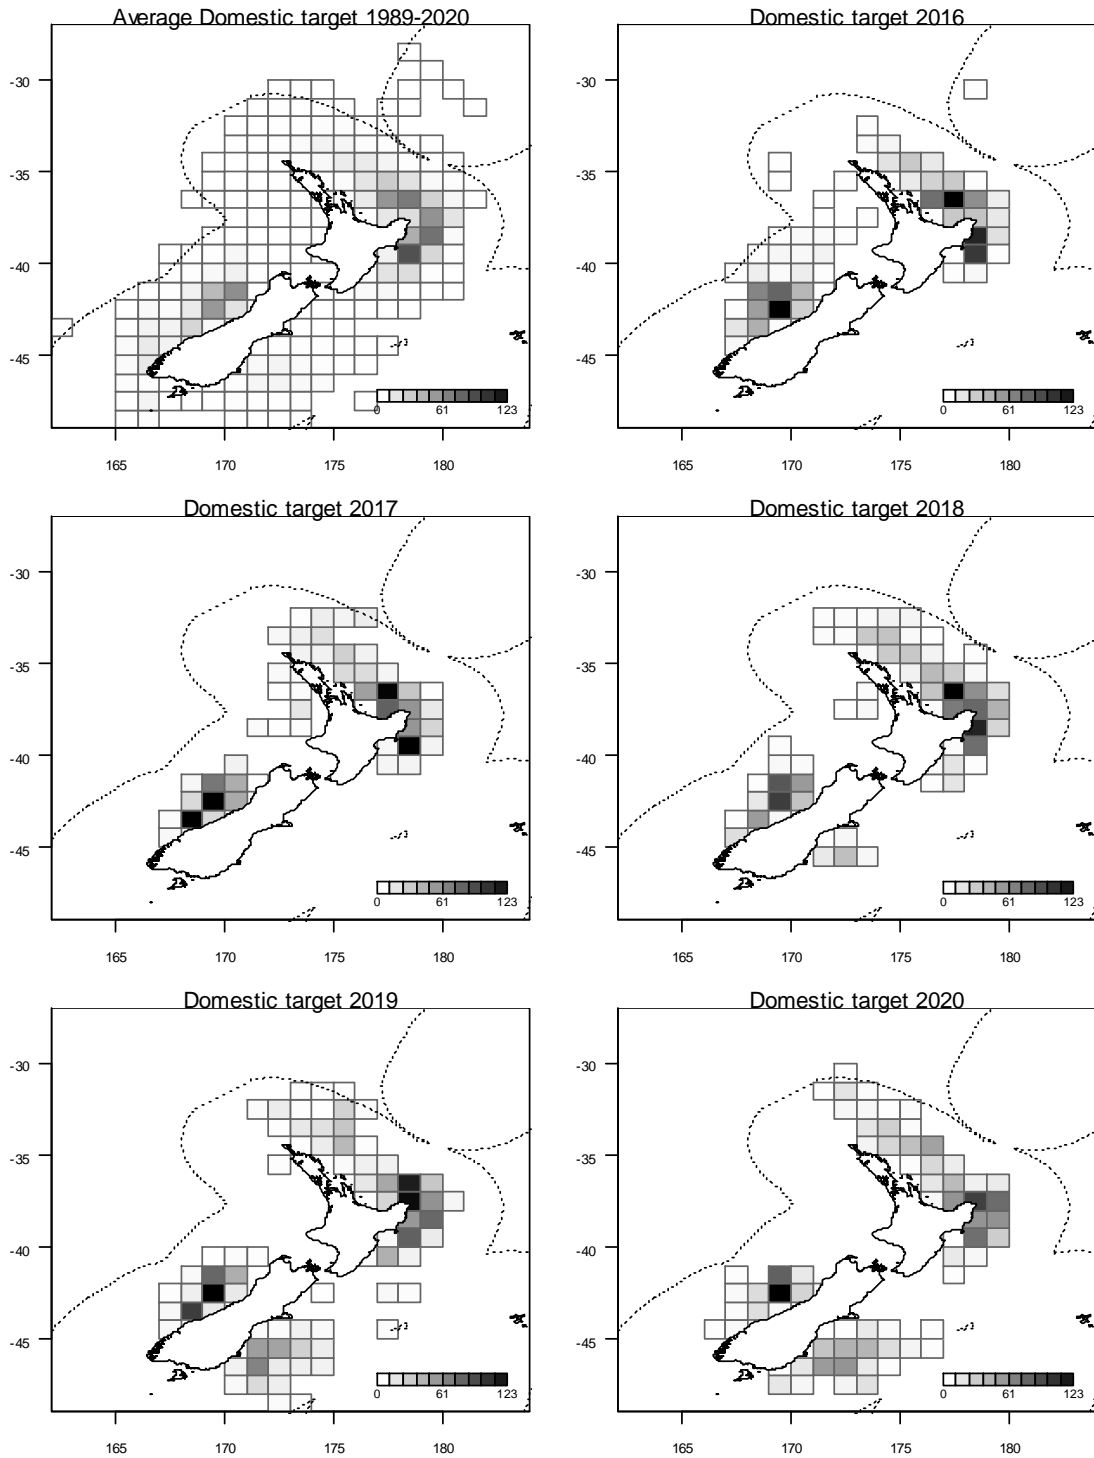 Average Domestic target 1989-2020
Domestic target 2016
-30
-35
-40
-45
0 61 123
165 170 175 180
-30
-35
-40
-45
0 61 123
165 170 175 180
Domestic target 2017
Domestic target 2018
-30
-35
-40
-45
0 61 123
165 170 175 180
-30
-35
-40
-45
0 61 123
165 170 175 180
Domestic target 2019
Domestic target 2020
-30
-35
-40
-45
0 61 123
165 170 175 180
-30
-35
-40
-45
0 61 123
165 170 175 180